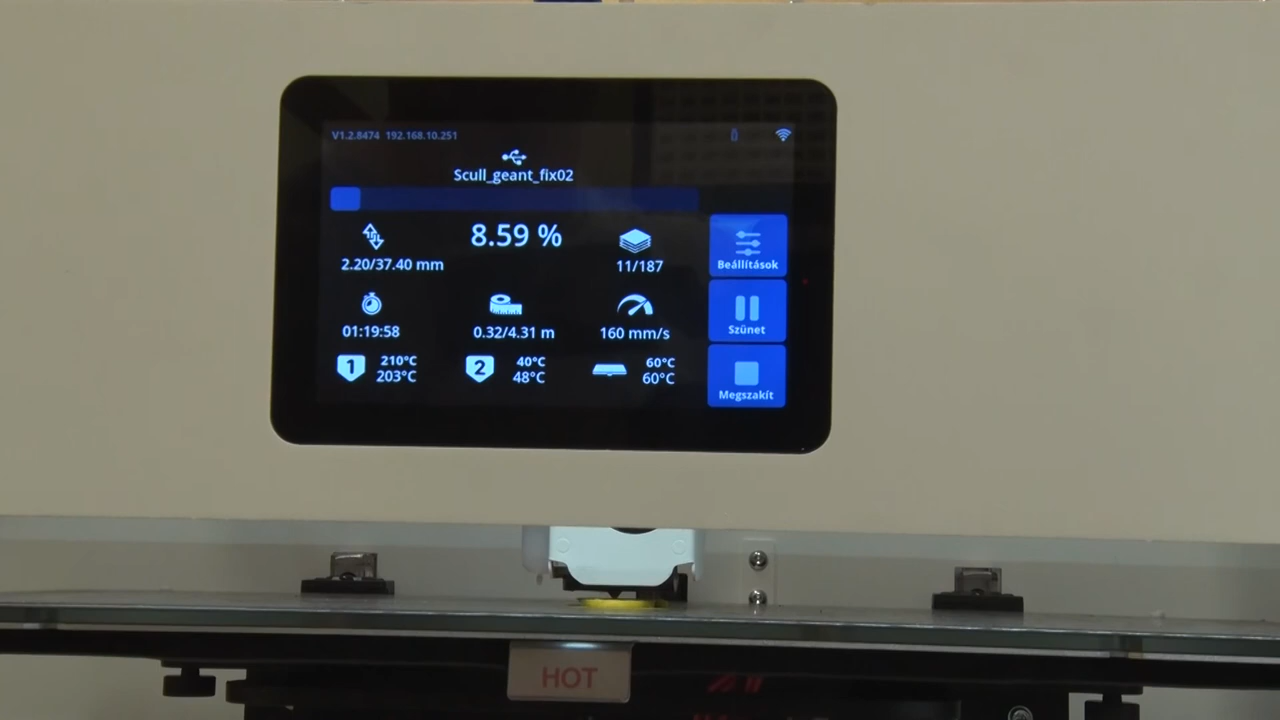 V1.2.8474 192.168.10.251
Scull_geant_fix02
8.59 %
2.20/37.40 mm
11/187
Beállítások
01:19:58
0.32/4.31 m
160 mm/s
Szünet
1 210°C
203°C
2 40°C
48°C
60°C
60°C
Megszakít
HOT